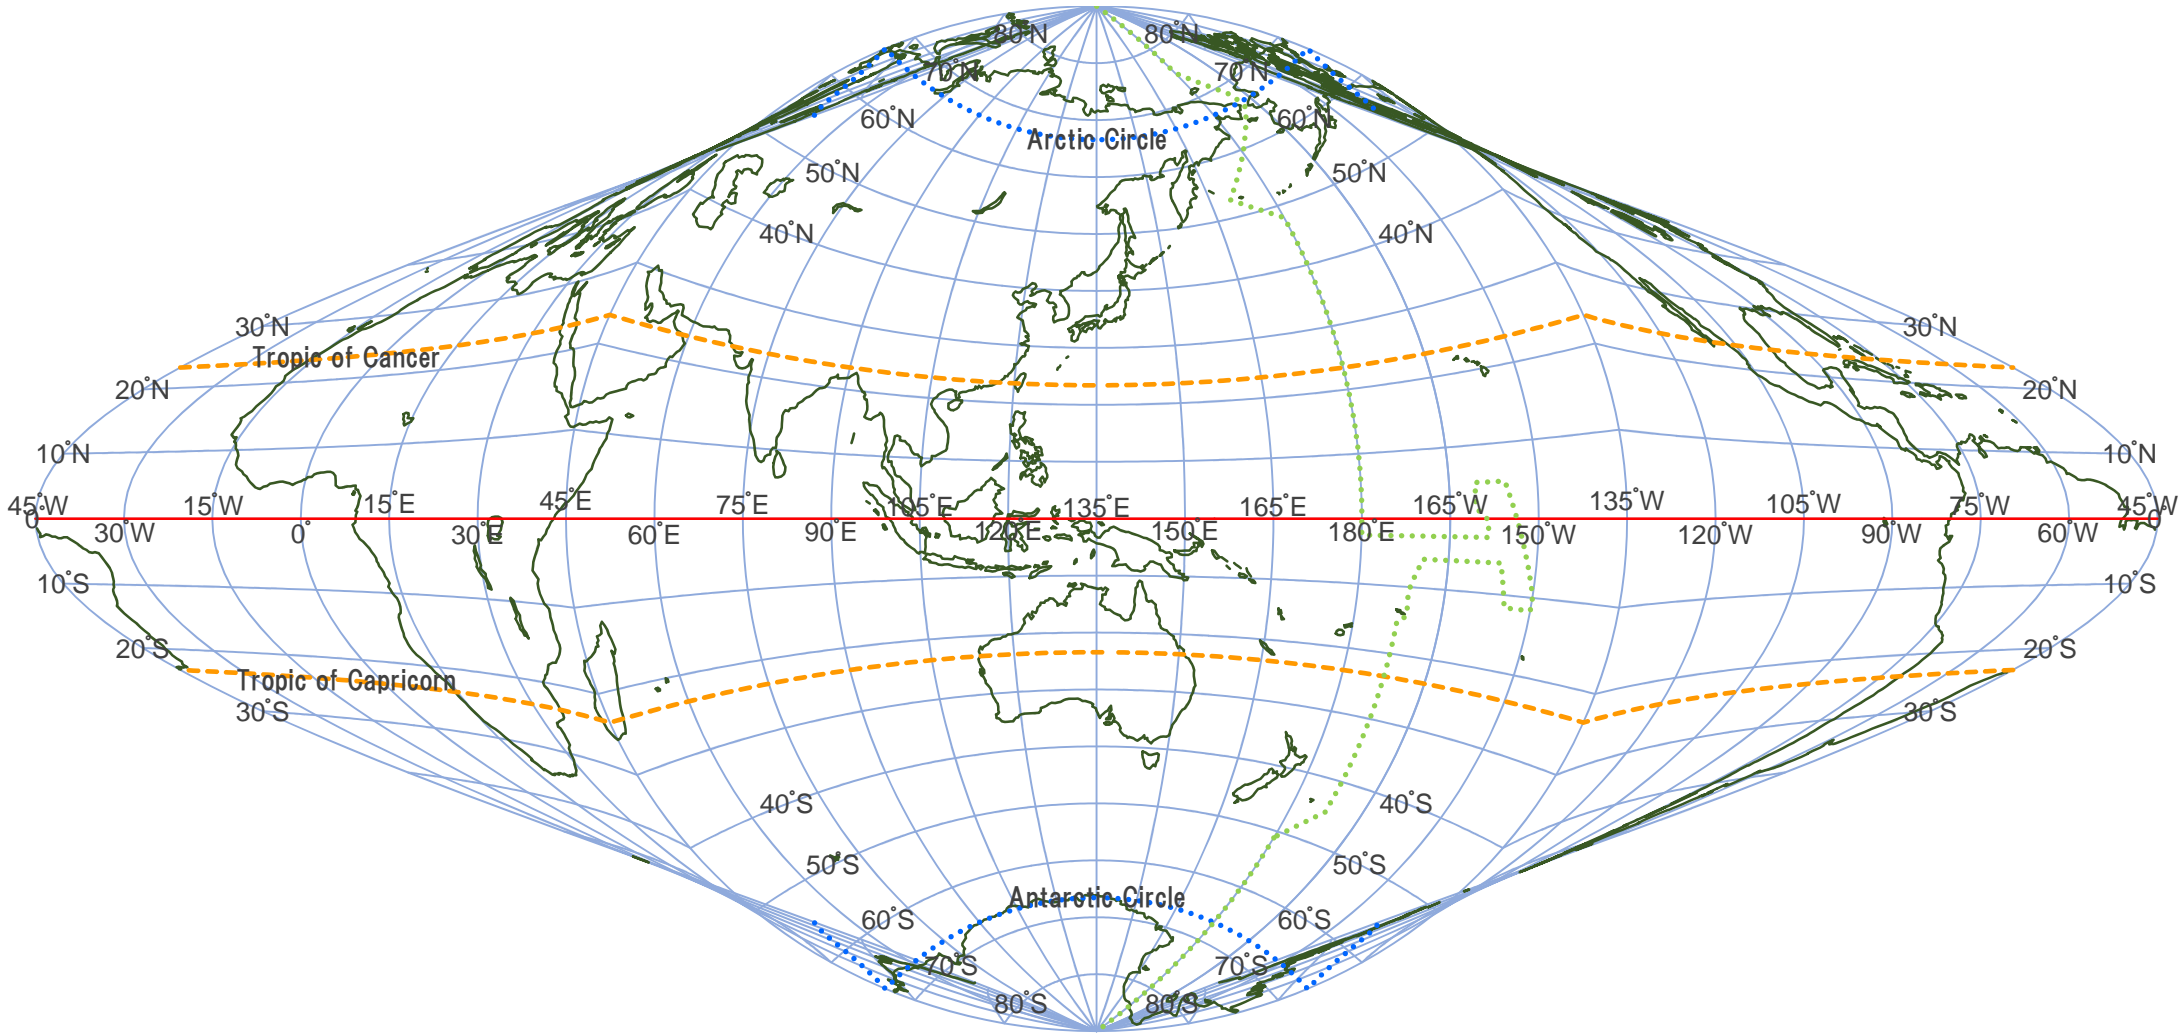 80°N 80°N
70°N 70°N
60°N 60°N
Arctic Circle
50°N 50°N
40°N 40°N
30°N 30°N
Tropic of Cancer
20°N 20°N
10°N 10°N
45°W 15°W 15°E 45°E 75°E 105°E 135°E 165°E 165°W 135°W 105°W 75°W 45°W
0° 0°
30°W 0° 30°E 60°E 90°E 120°E 150°E 180°E 150°W 120°W 90°W 60°W
10°S 10°S
20°S 20°S
Tropic of Capricorn
30°S 30°S
40°S 40°S
50°S 50°S
Antarctic Circle
60°S 60°S
70°S 70°S
80°S 80°S